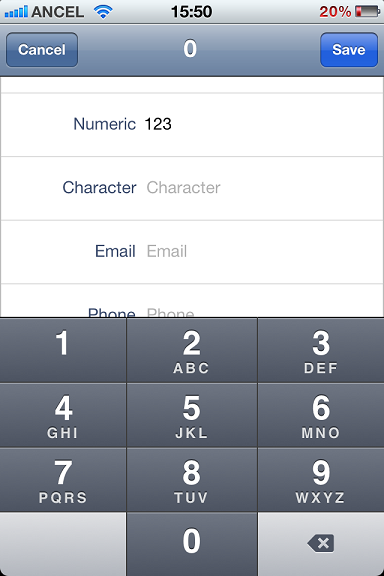 ANCEL 15:50 20%
Cancel 0 Save
Numeric 123
Character Character
Email Email
Phone Phone
1 2 3
ABC DEF
4 5 6
GHI JKL MNO
7 8 9
PQRS TUV WXYZ
0